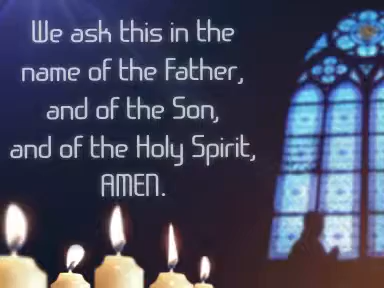 We ask this in the
name of the Father,
and of the Son,
and of the Holy Spirit,
AMEN.